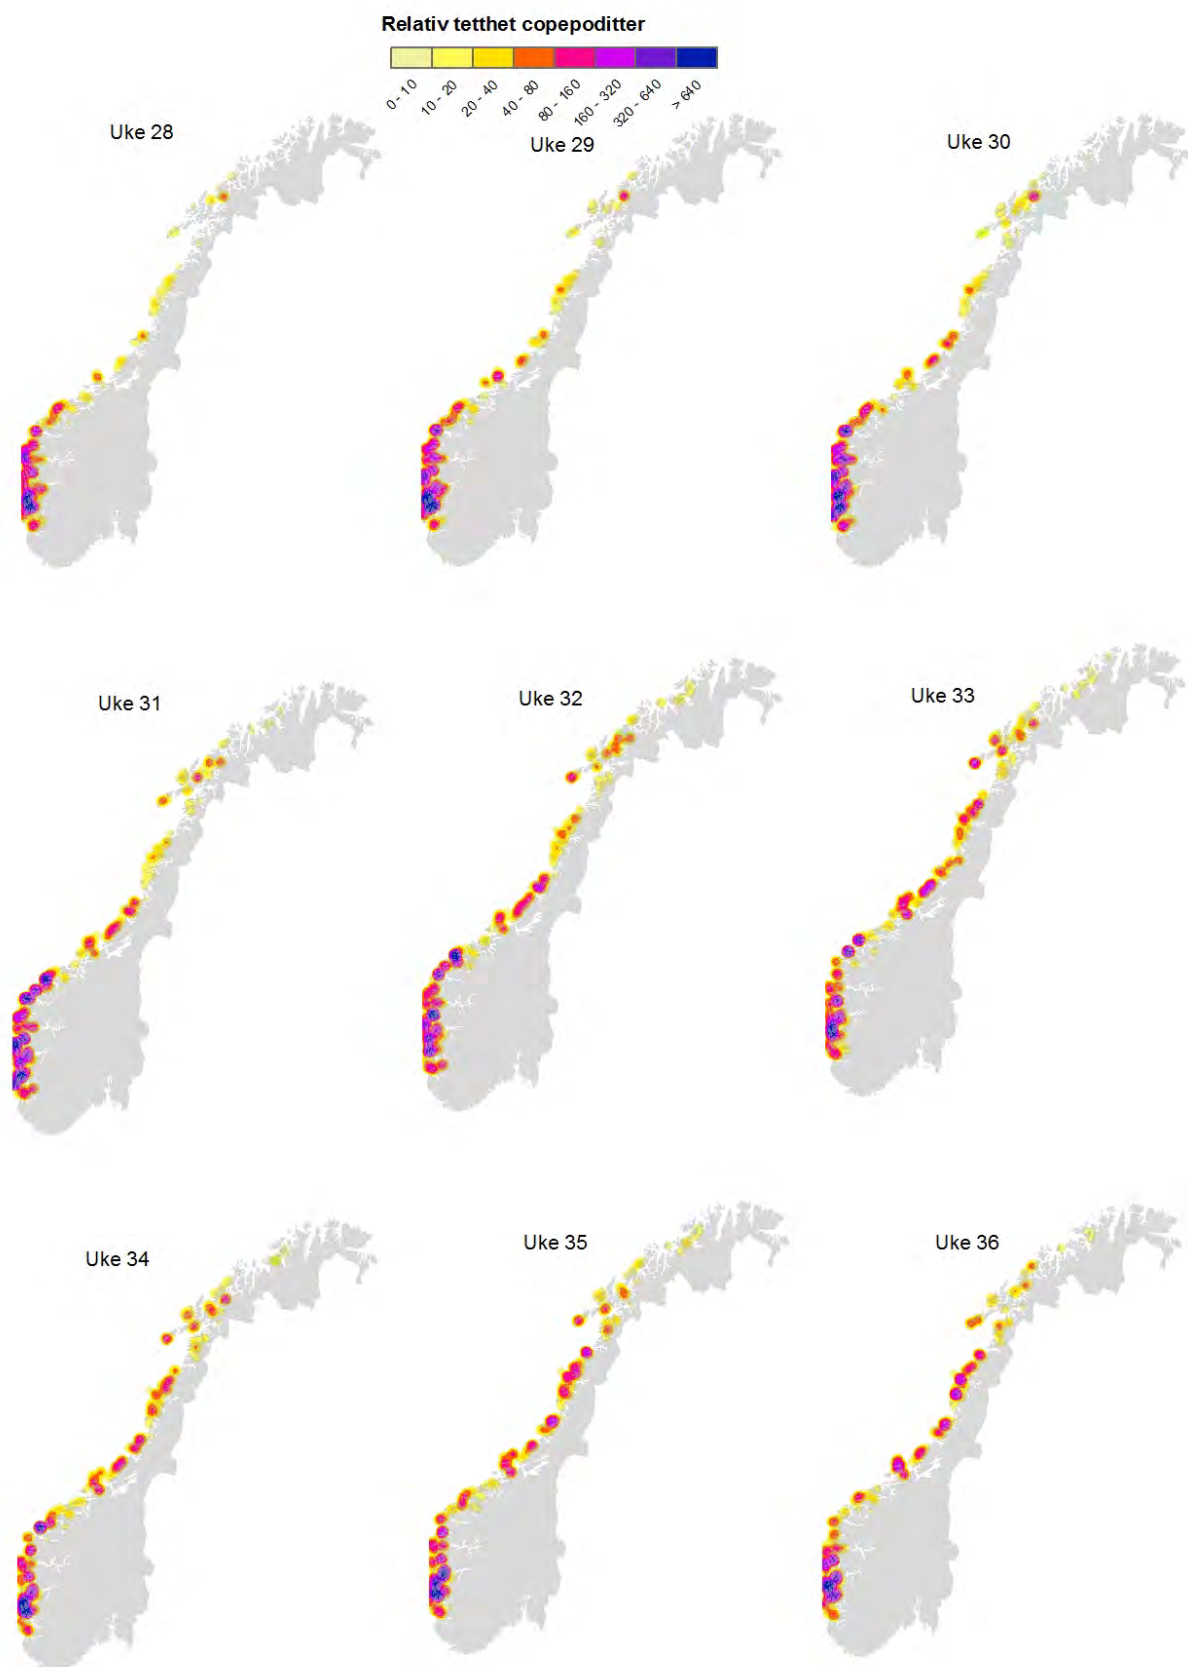 Relativ tetthet copepoditter
0 - 10
10 - 20
20 - 40
40 - 80
80 - 160
160 - 320
320 - 640
> 640
Uke 28
Uke 29
Uke 30
Uke 31
Uke 32
Uke 33
Uke 34
Uke 35
Uke 36